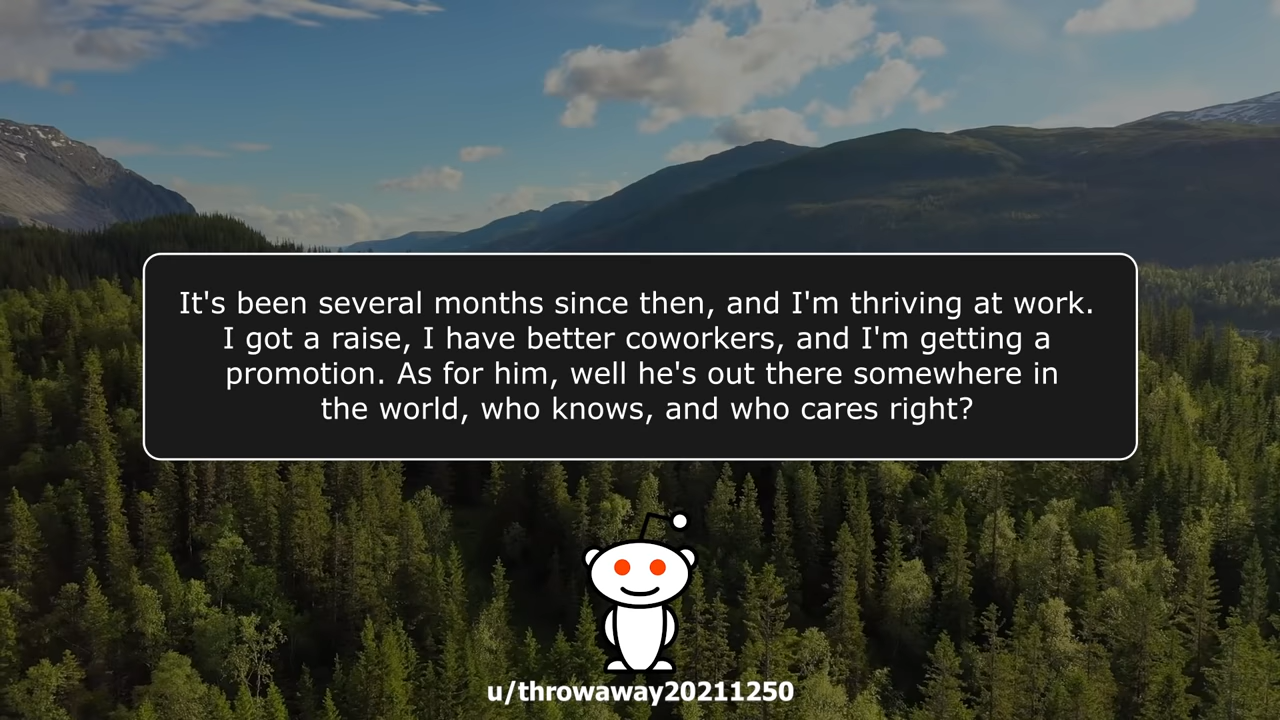 It's been several months since then, and I'm thriving at work.
I got a raise, I have better coworkers, and I'm getting a
promotion. As for him, well he's out there somewhere in
the world, who knows, and who cares right?
u/throwaway20211250